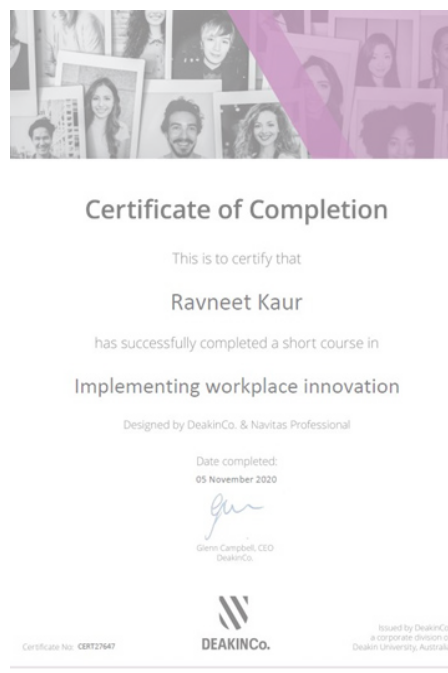 Certificate of Completion
This is to certify that
Ravneet Kaur
has successfully completed a short course in
Implementing workplace innovation
Designed by DeakinCo. & Navitas Professional
Date completed:
05 November 2020
Glenn Campbell, CEO
DeakinCo.
DEAKINCo.
Certificate No: CERT27647
Issued by DeakinCo.
a corporate division of
Deakin University, Australia